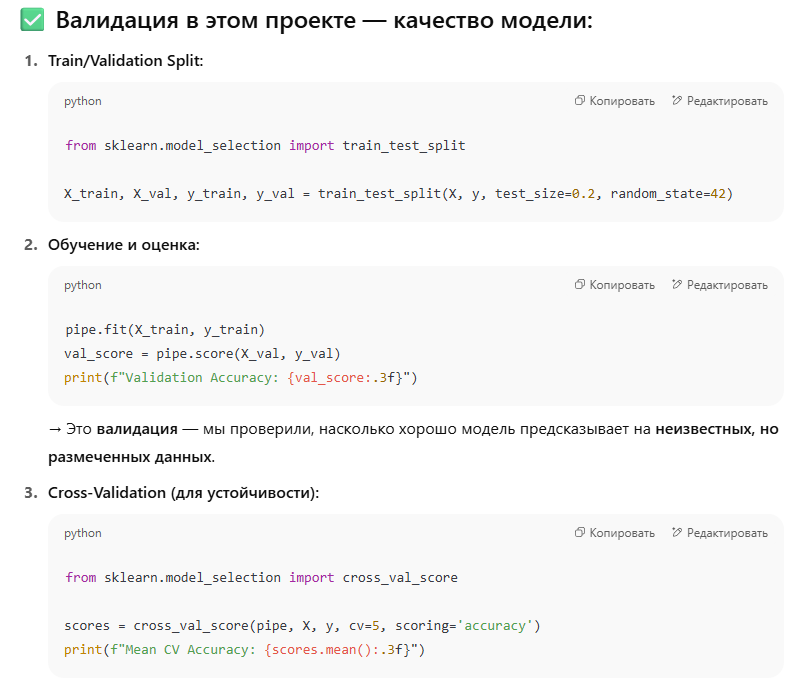 ✅ Валидация в этом проекте — качество модели:
1. Train/Validation Split:
python Копировать Редактировать
from sklearn.model_selection import train_test_split
X_train, X_val, y_train, y_val = train_test_split(X, y, test_size=0.2, random_state=42)
2. Обучение и оценка:
python Копировать Редактировать
pipe.fit(X_train, y_train)
val_score = pipe.score(X_val, y_val)
print(f"Validation Accuracy: {val_score:.3f}")
→ Это валидация — мы проверили, насколько хорошо модель предсказывает на неизвестных, но
размеченных данных.
3. Cross-Validation (для устойчивости):
python Копировать Редактировать
from sklearn.model_selection import cross_val_score
scores = cross_val_score(pipe, X, y, cv=5, scoring='accuracy')
print(f"Mean CV Accuracy: {scores.mean():.3f}")